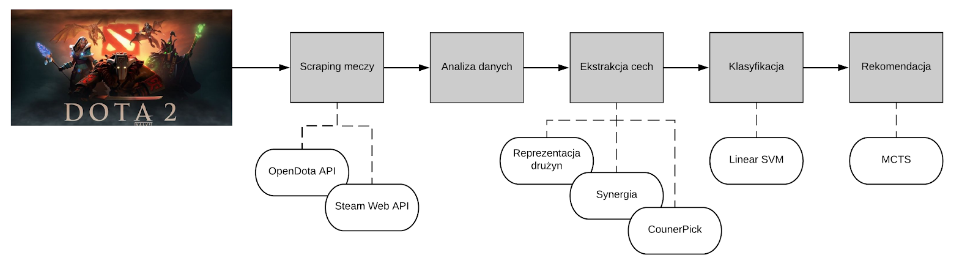 DOTA 2
Scraping meczy
Analiza danych
Ekstrakcja cech
Klasyfikacja
Rekomendacja
OpenDota API
Steam Web API
Reprezentacja
drużyn
Synergia
CounerPick
Linear SVM
MCTS